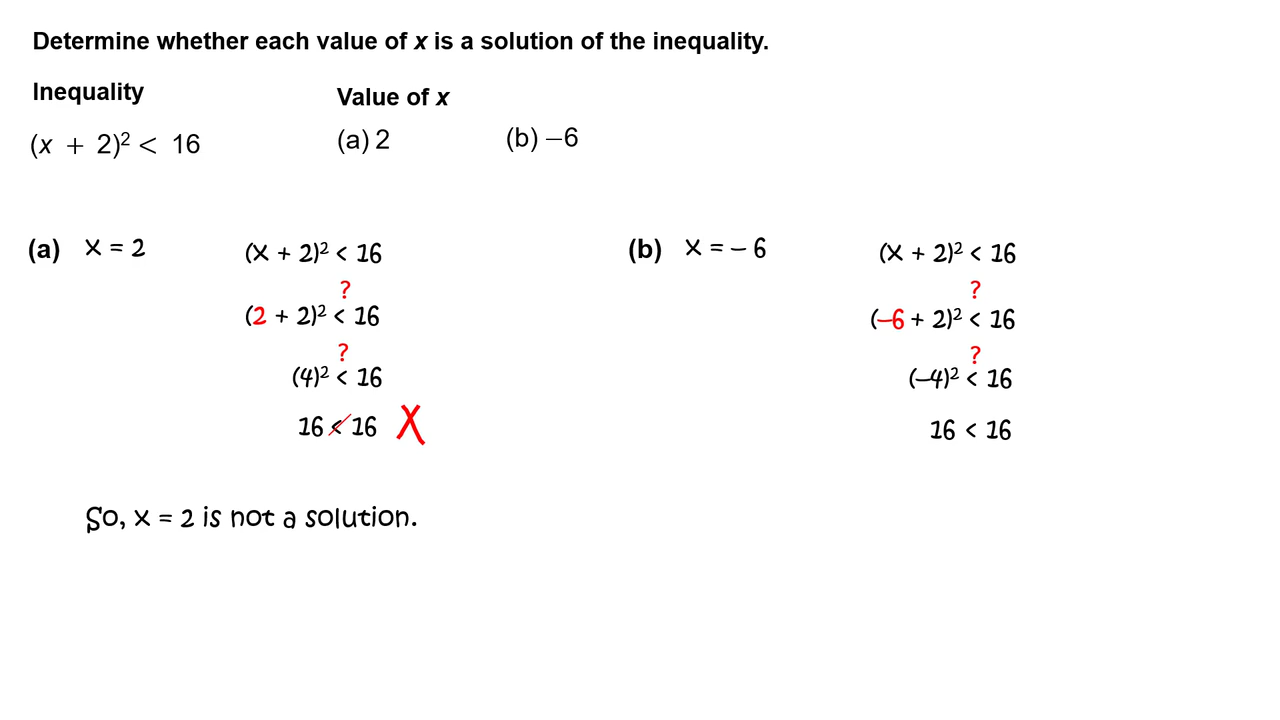 Determine whether each value of x is a solution of the inequality.
Inequality
Value of x
(x + 2)² < 16
(a) 2
(b) −6
(a) x = 2
(x + 2)² < 16
?
(2 + 2)² < 16
?
(4)² < 16
16 ≮ 16 X
So, x = 2 is not a solution.
(b) x = − 6
(x + 2)² < 16
?
(−6 + 2)² < 16
?
(−4)² < 16
16 < 16